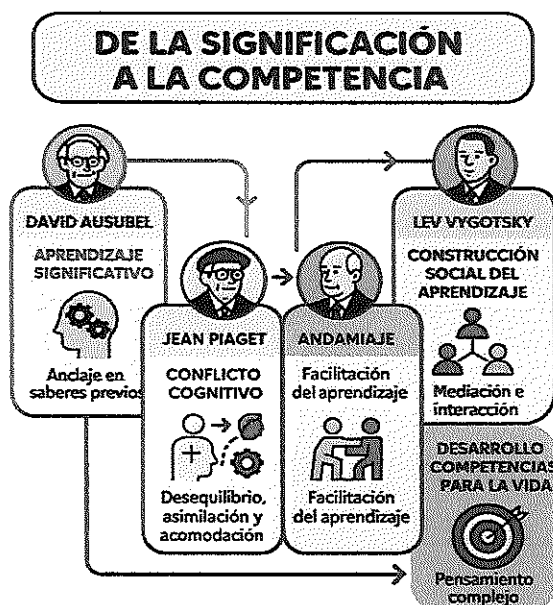 DE LA SIGNIFICACIÓN
A LA COMPETENCIA
DAVID AUSUBEL
APRENDIZAJE
SIGNIFICATIVO
Anclaje en
saberes previos
JEAN PIAGET
CONFLICTO
COGNITIVO
Desequilibrio,
asimilación y
acomodación
ANDAMIAJE
Facilitación
del aprendizaje
Facilitación
del aprendizaje
LEV VYGOTSKY
CONSTRUCCIÓN
SOCIAL DEL
APRENDIZAJE
Mediación e
interacción
DESARROLLO
COMPETENCIAS
PARA LA VIDA
Pensamiento
complejo